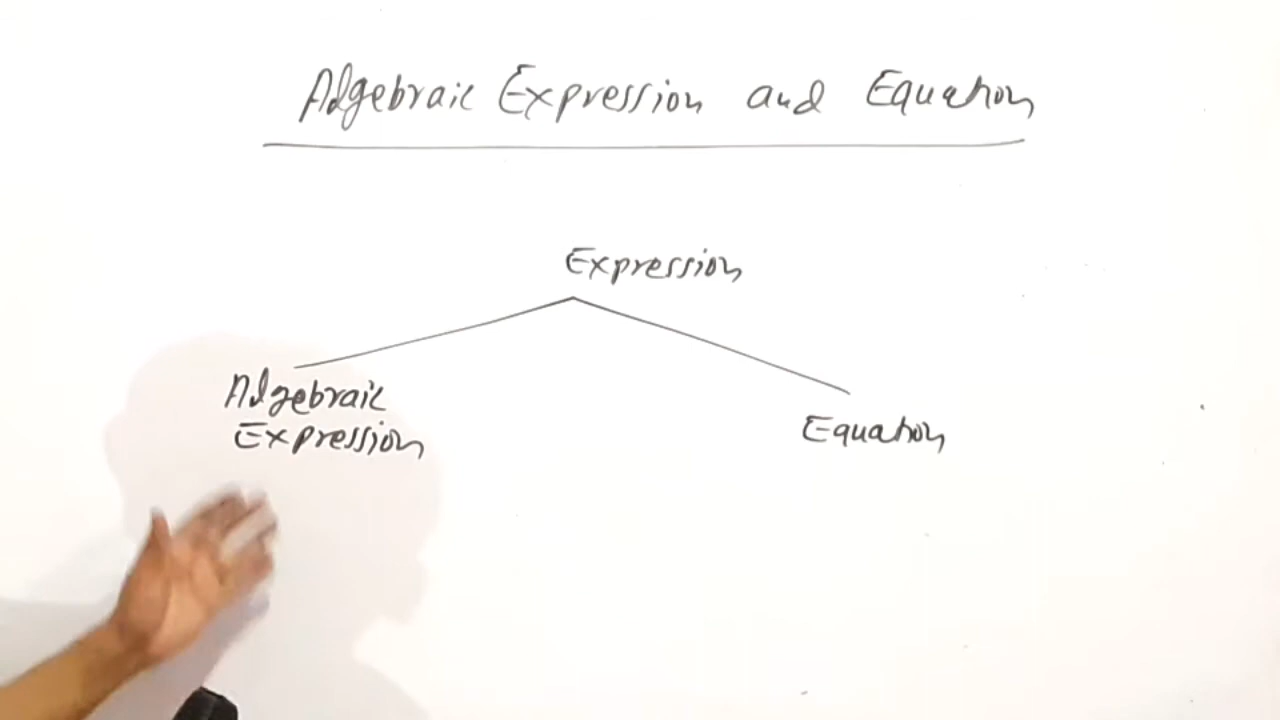 Algebraic Expression and Equation
Expression
Algebraic
Expression
Equation